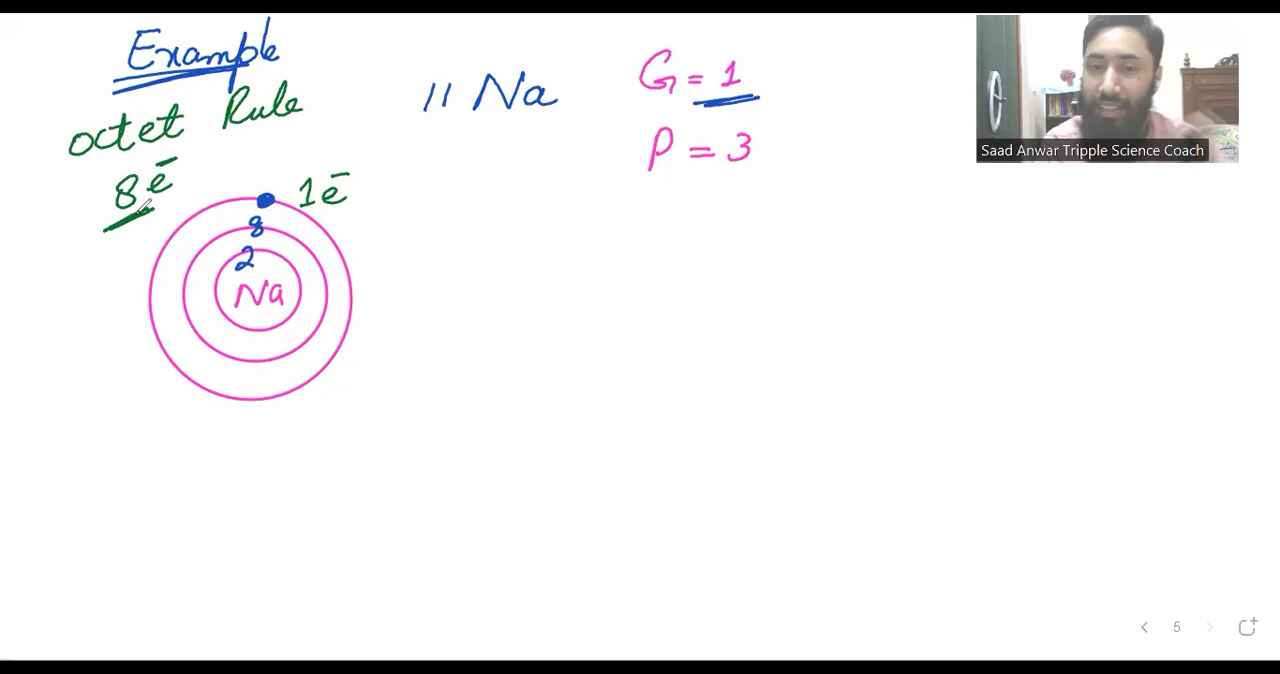 Example
Octet Rule
8e⁻
11 Na
G = 1
P = 3
1e⁻
8
2
Na
Saad Anwar Tripple Science Coach
5